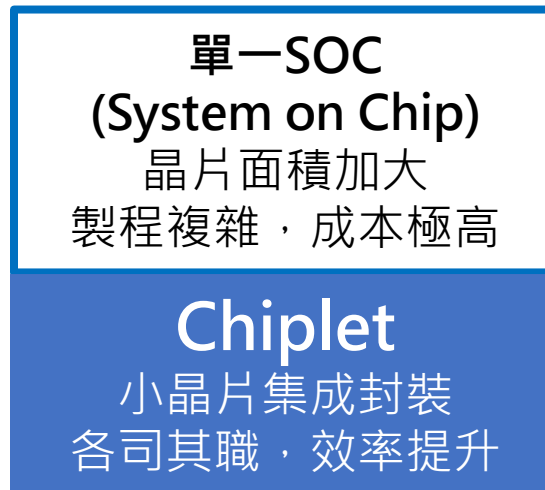 單一SOC
(System on Chip)
晶片面積加大
製程複雜，成本極高
Chiplet
小晶片集成封裝
各司其職，效率提升